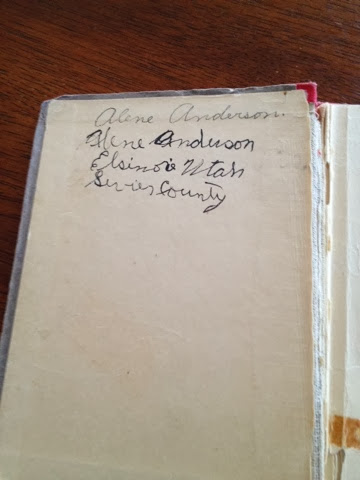 Alene Anderson.
Alene Anderson
Elsinore Utah
Sevier County